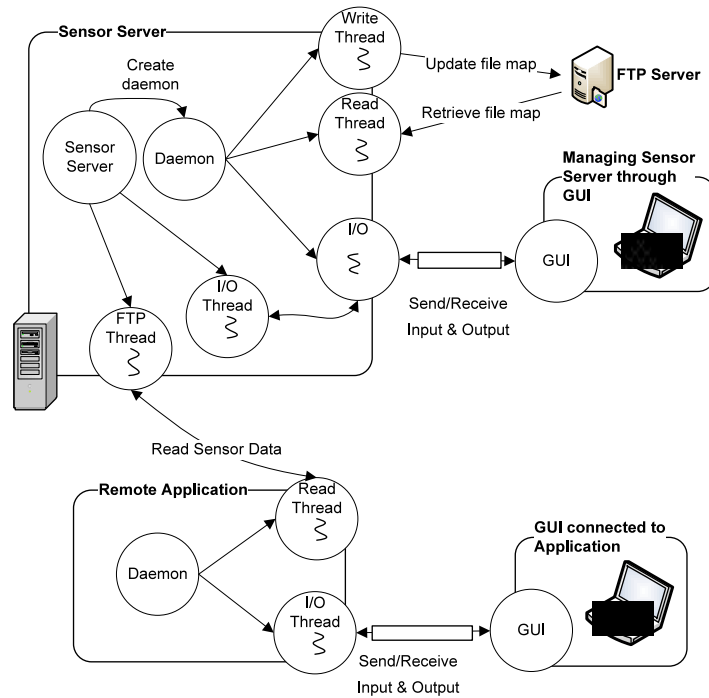 Sensor Server
Write
Thread
Create
daemon
Update file map
FTP Server
Read
Thread
Retrieve file map
Sensor
Server
Daemon
Managing Sensor
Server through
GUI
I/O
GUI
I/O
Thread
Send/Receive
Input & Output
FTP
Thread
Read Sensor Data
Remote Application
Read
Thread
GUI connected to
Application
Daemon
I/O
Thread
GUI
Send/Receive
Input & Output